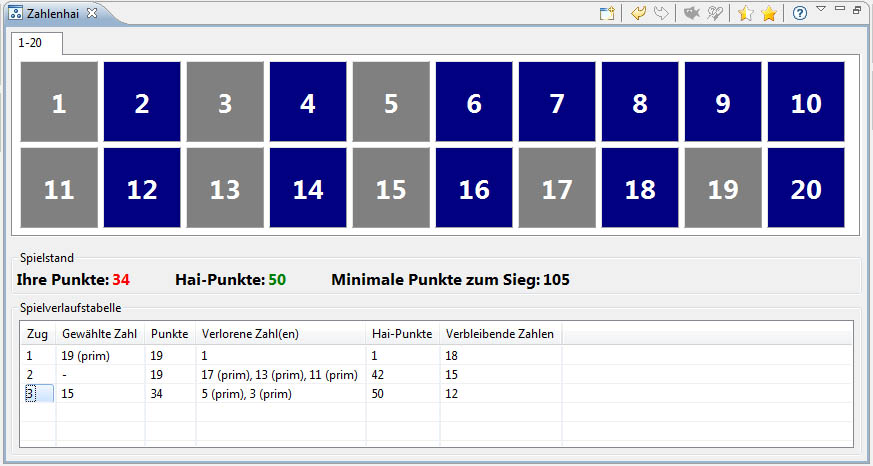 Zahlenhai
1-20
1 2 3 4 5 6 7 8 9 10
11 12 13 14 15 16 17 18 19 20
Spielstand
Ihre Punkte: 34 Hai-Punkte: 50 Minimale Punkte zum Sieg: 105
Spielverlaufstabelle
Zug Gewählte Zahl Punkte Verlorene Zahl(en) Hai-Punkte Verbleibende Zahlen
1 19 (prim) 19 1 1 18
2 - 19 17 (prim), 13 (prim), 11 (prim) 42 15
3 15 34 5 (prim), 3 (prim) 50 12